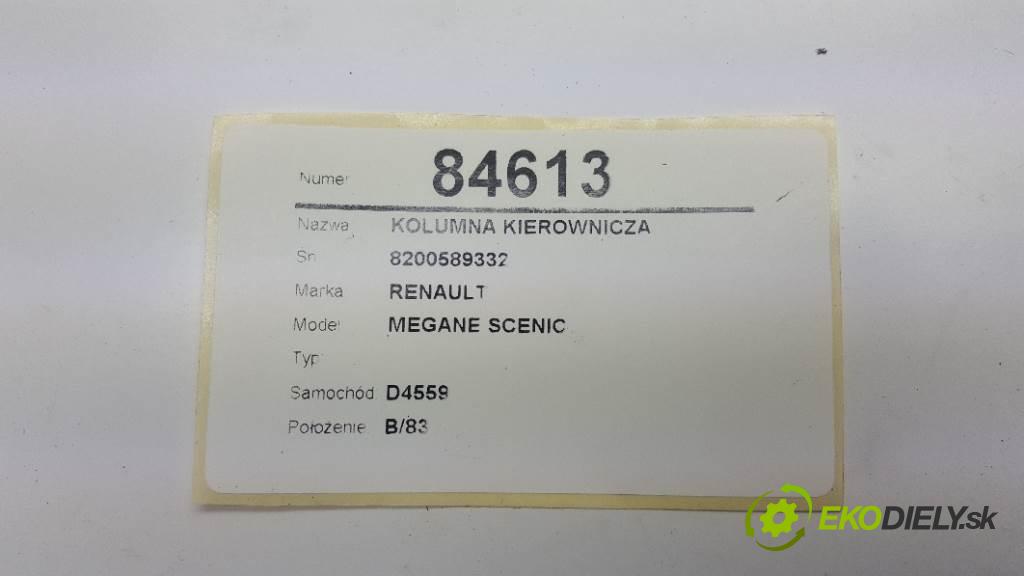 Numer 84613
Nazwa KOLUMNA KIEROWNICZA
Sn 8200589332
Marka RENAULT
Model MEGANE SCENIC
Typ
Samochód D4559
Położenie B/83
EKODIELY.sk